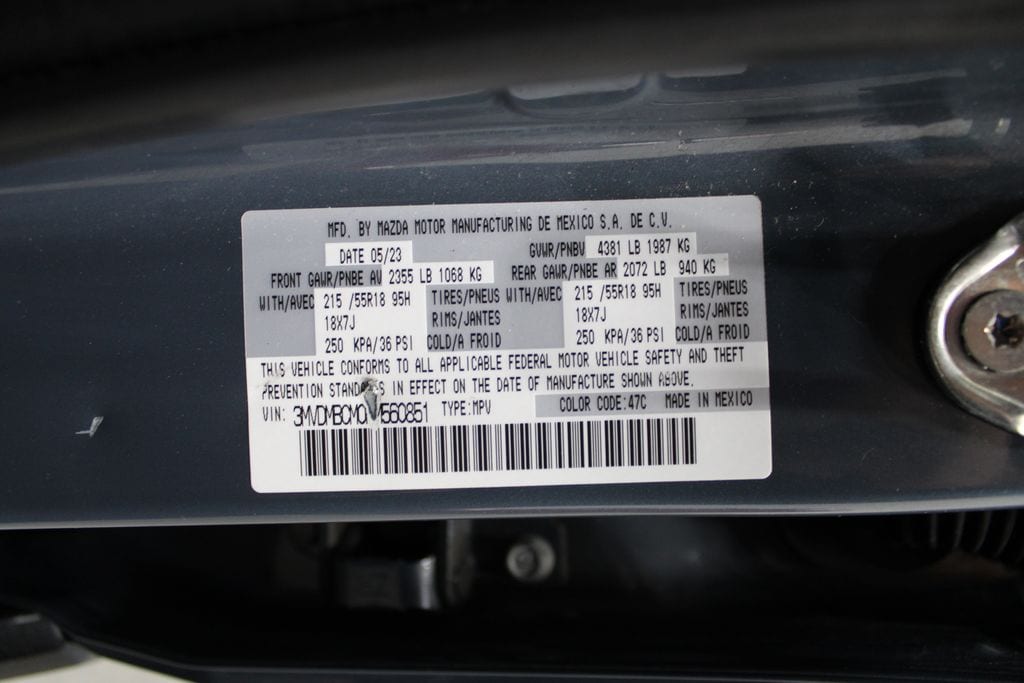 MFD. BY MAZDA MOTOR MANUFACTURING DE MEXICO S.A. DE C.V.
DATE 05/23 GVWR/PNBV 4381 LB 1987 KG
FRONT GAWR/PNBE AV 2355 LB 1068 KG REAR GAWR/PNBE AR 2072 LB 940 KG
WITH/AVEC 215 /55R18 95H TIRES/PNEUS WITH/AVEC 215 /55R18 95H TIRES/PNEUS
18X7J RIMS/JANTES 18X7J RIMS/JANTES
250 KPA/36 PSI COLD/A FROID 250 KPA/36 PSI COLD/A FROID
THIS VEHICLE CONFORMS TO ALL APPLICABLE FEDERAL MOTOR VEHICLE SAFETY AND THEFT
PREVENTION IN EFFECT ON THE DATE OF MANUFACTURE SHOWN ABOVE.
VIN: TYPE:MPV COLOR CODE:47C MADE IN MEXICO